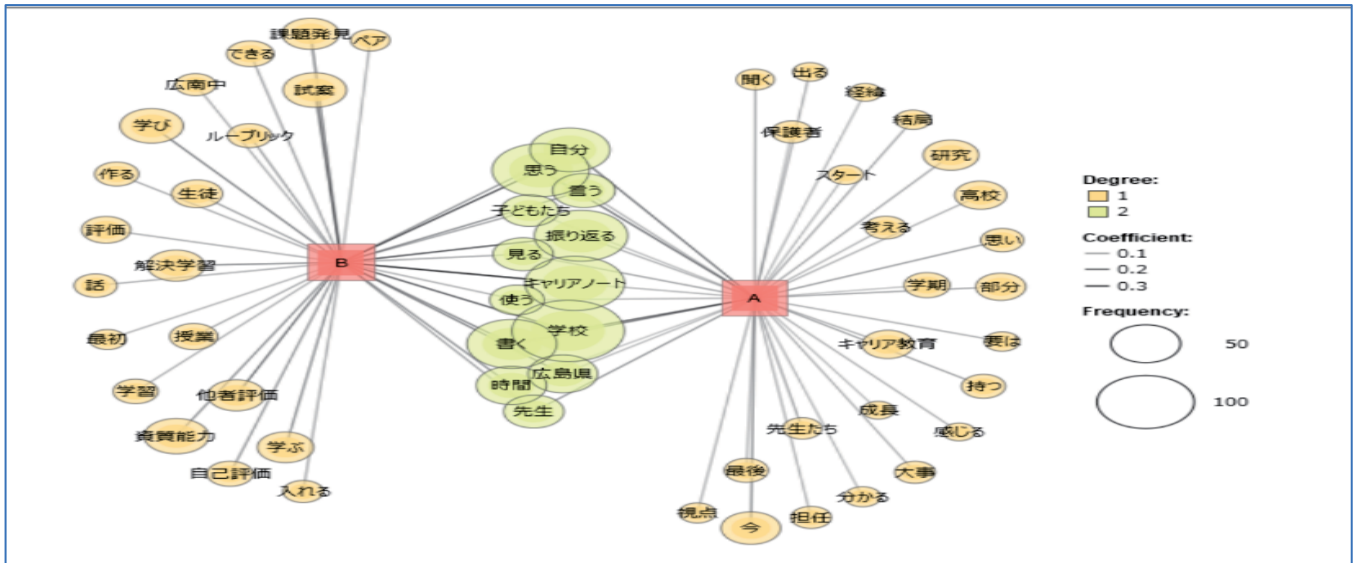 課題発見
ペア
できる
広南中
試案
学び
ルーブリック
作る
生徒
評価
解決学習
話
最初
授業
学習
他者評価
資質能力
学ぶ
自己評価
入れる
B
自分
思う
言う
子どもたち
振り返る
見る
キャリアノート
使う
学校
書く
広島県
時間
先生
A
聞く
出る
経緯
保護者
結局
研究
スタート
高校
考える
思い
学期
部分
キャリア教育
要は
持つ
成長
先生たち
感じる
最後
大事
分かる
視点
今
担任
Degree:
1
2
Coefficient:
0.1
0.2
0.3
Frequency:
50
100